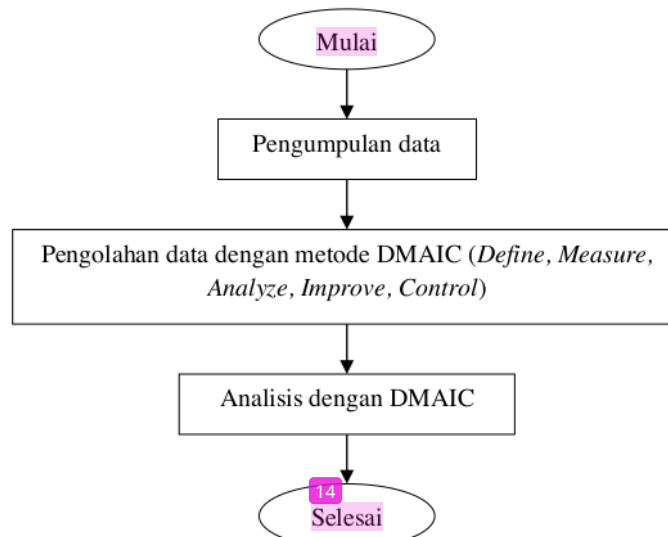 Mulai
Pengumpulan data
Pengolahan data dengan metode DMAIC (Define, Measure,
Analyze, Improve, Control)
Analisis dengan DMAIC
14
Selesai